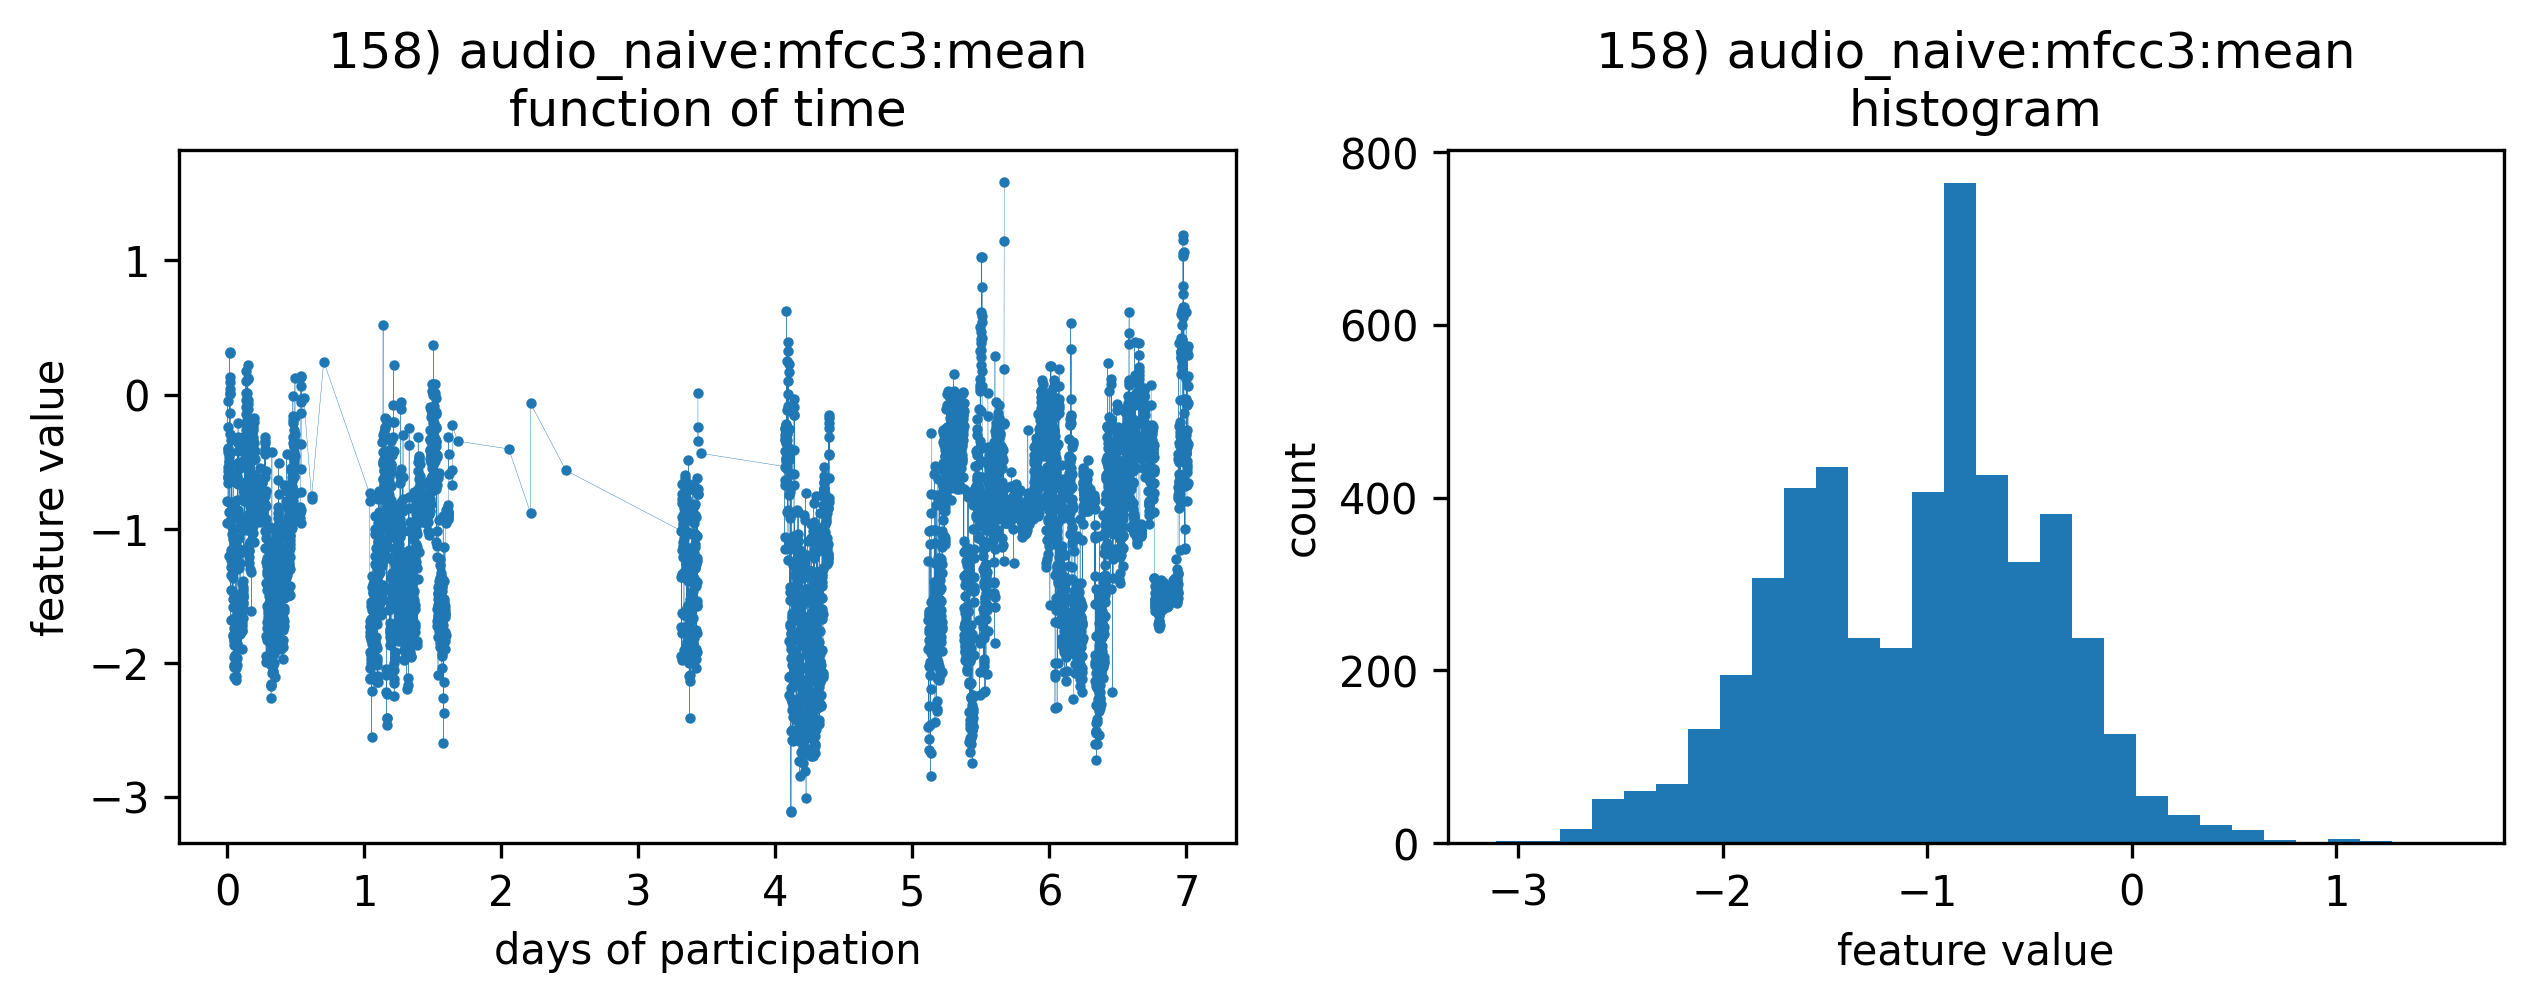 158) audio_naive:mfcc3:mean
function of time
1
0
−1
−2
−3
feature value
0 1 2 3 4 5 6 7
days of participation
158) audio_naive:mfcc3:mean
histogram
800
600
400
200
0
count
−3 −2 −1 0 1
feature value